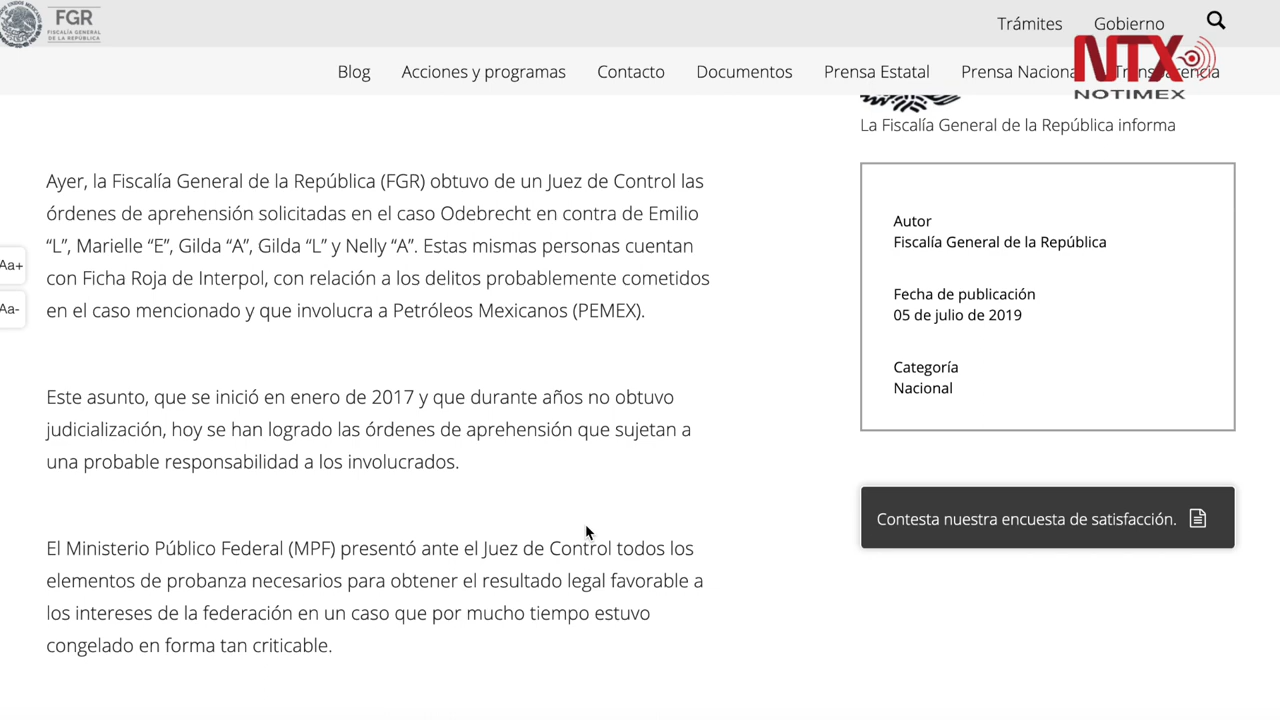 FGR
FISCALÍA GENERAL
DE LA REPÚBLICA
Trámites Gobierno
Blog Acciones y programas Contacto Documentos Prensa Estatal Prensa Nacional Transparencia
NTX
NOTIMEX
La Fiscalía General de la República informa
Ayer, la Fiscalía General de la República (FGR) obtuvo de un Juez de Control las
órdenes de aprehensión solicitadas en el caso Odebrecht en contra de Emilio
“L”, Marielle “E”, Gilda “A”, Gilda “L” y Nelly “A”. Estas mismas personas cuentan
con Ficha Roja de Interpol, con relación a los delitos probablemente cometidos
en el caso mencionado y que involucra a Petróleos Mexicanos (PEMEX).
Este asunto, que se inició en enero de 2017 y que durante años no obtuvo
judicialización, hoy se han logrado las órdenes de aprehensión que sujetan a
una probable responsabilidad a los involucrados.
El Ministerio Público Federal (MPF) presentó ante el Juez de Control todos los
elementos de probanza necesarios para obtener el resultado legal favorable a
los intereses de la federación en un caso que por mucho tiempo estuvo
congelado en forma tan criticable.
Aa+
Aa-
Autor
Fiscalía General de la República
Fecha de publicación
05 de julio de 2019
Categoría
Nacional
Contesta nuestra encuesta de satisfacción.